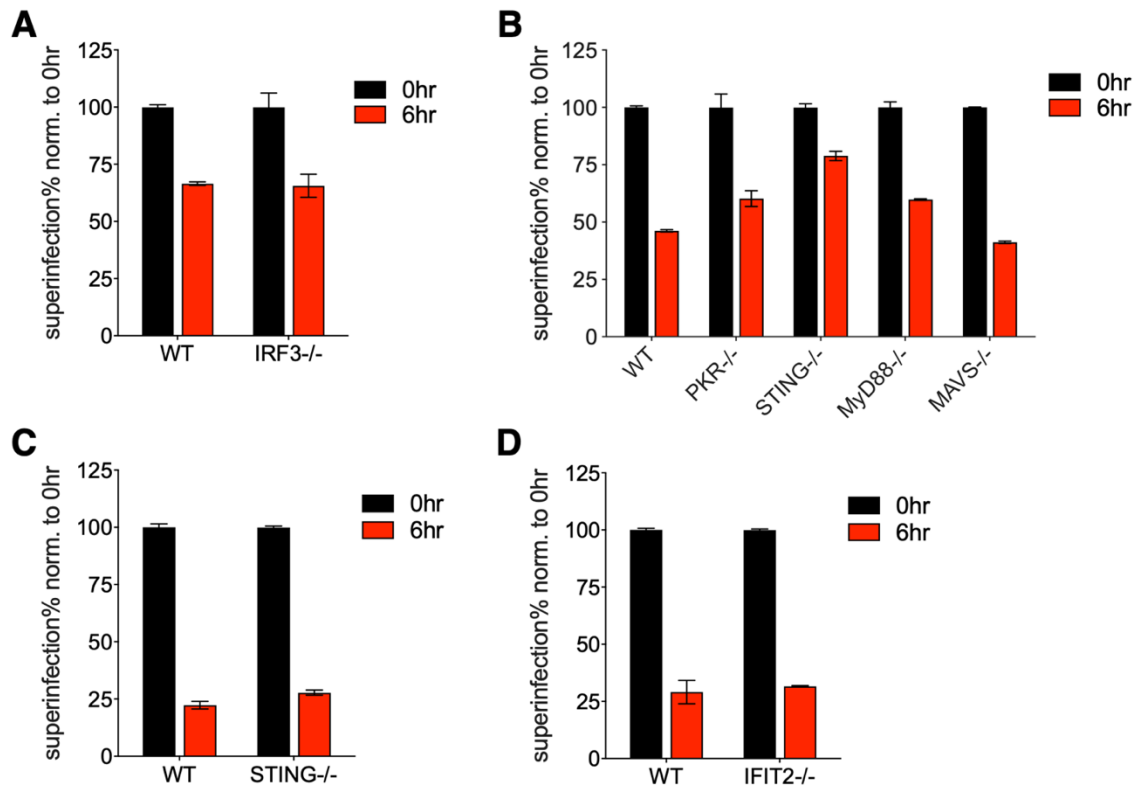 A
superinfection% norm. to 0hr
125
100
75
50
25
0
WT
IRF3-/-
0hr
6hr
B
superinfection% norm. to 0hr
125
100
75
50
25
0
WT
PKR-/-
STING-/-
MyD88-/-
MAVS-/-
0hr
6hr
C
superinfection% norm. to 0hr
125
100
75
50
25
0
WT
STING-/-
0hr
6hr
D
superinfection% norm. to 0hr
125
100
75
50
25
0
WT
IFIT2-/-
0hr
6hr